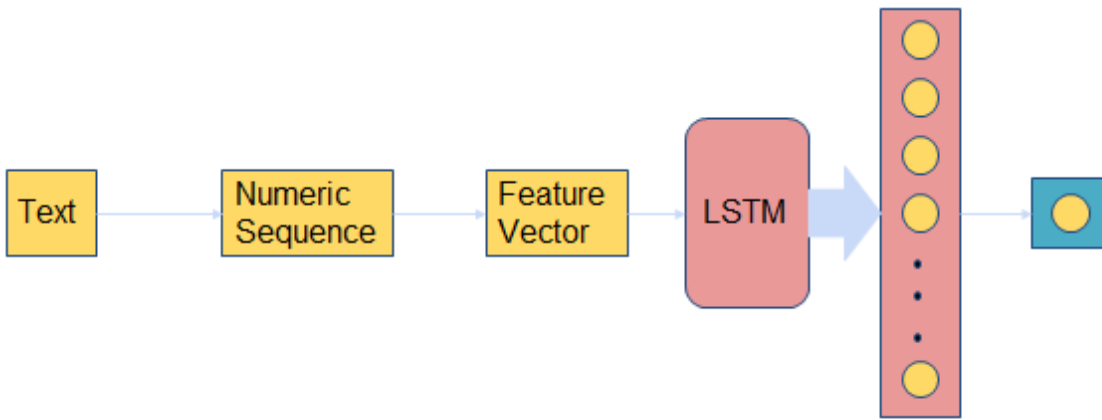 Text
Numeric
Sequence
Feature
Vector
LSTM